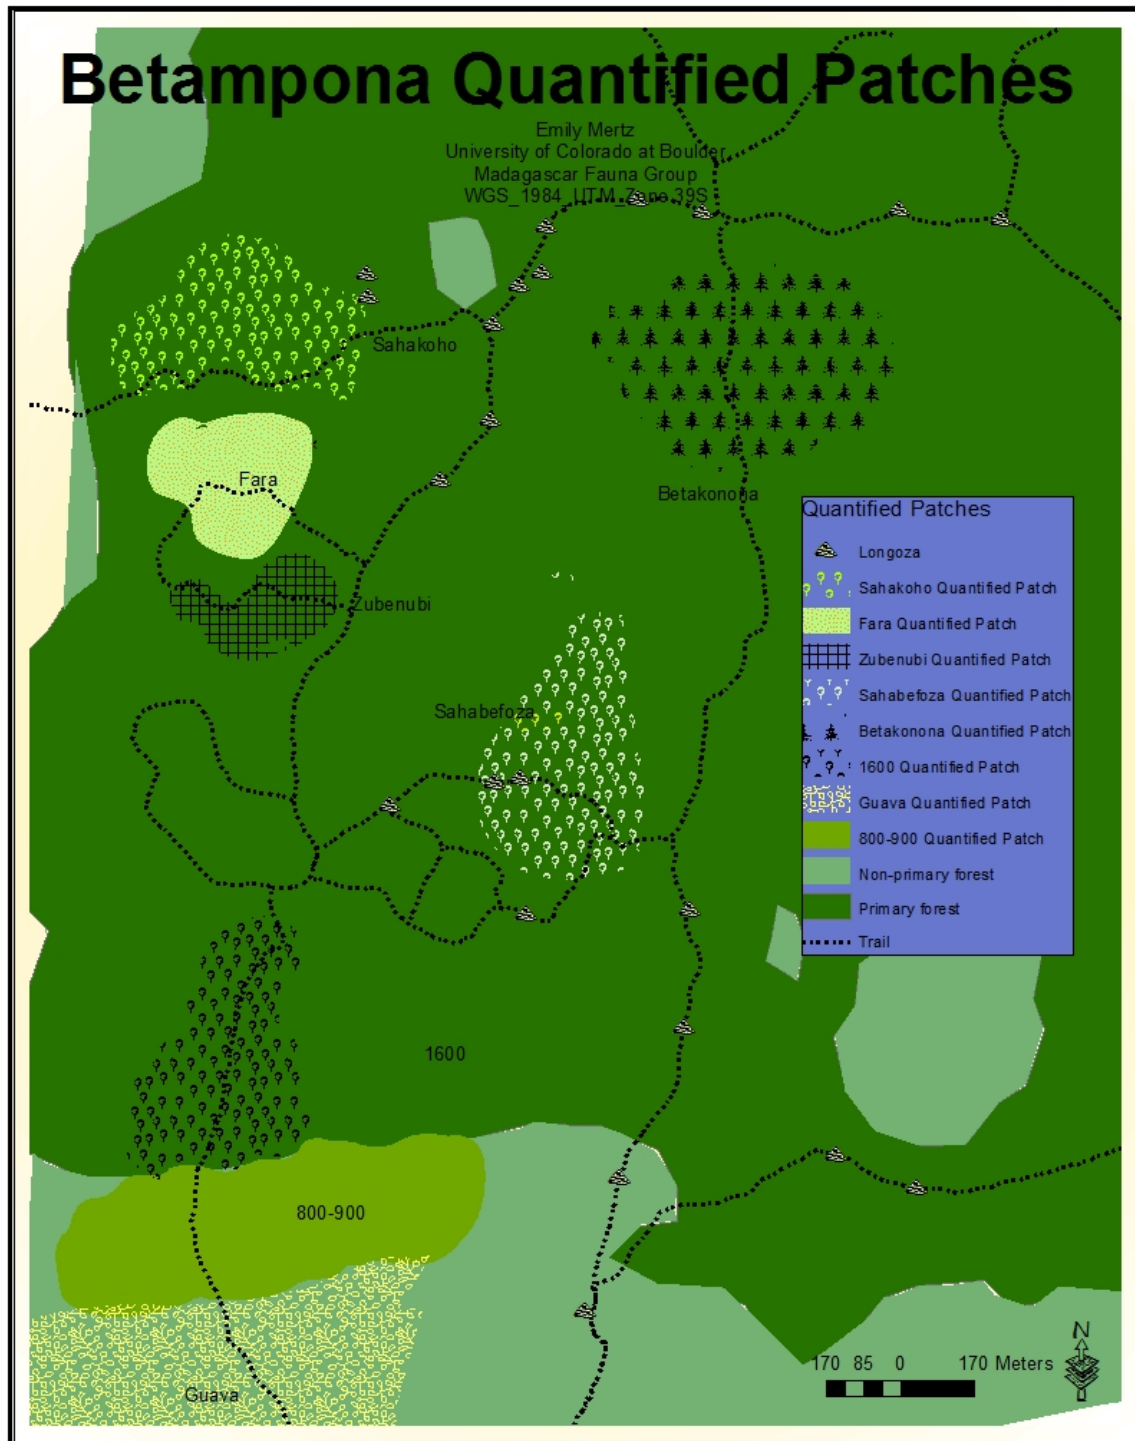 Betampona Quantified Patches
Emily Mertz
University of Colorado at Boulder
Madagascar Fauna Group
WGS_1984_UTM_Zone 39S
Sahakoho
Fara
Betakonona
Zubenubi
Sahabefoza
Quantified Patches
Longoza
Sahakoho Quantified Patch
Fara Quantified Patch
Zubenubi Quantified Patch
Sahabefoza Quantified Patch
Betakonona Quantified Patch
1600 Quantified Patch
Guava Quantified Patch
800-900 Quantified Patch
Non-primary forest
Primary forest
Trail
1600
800-900
Guava
170 85 0 170 Meters
N